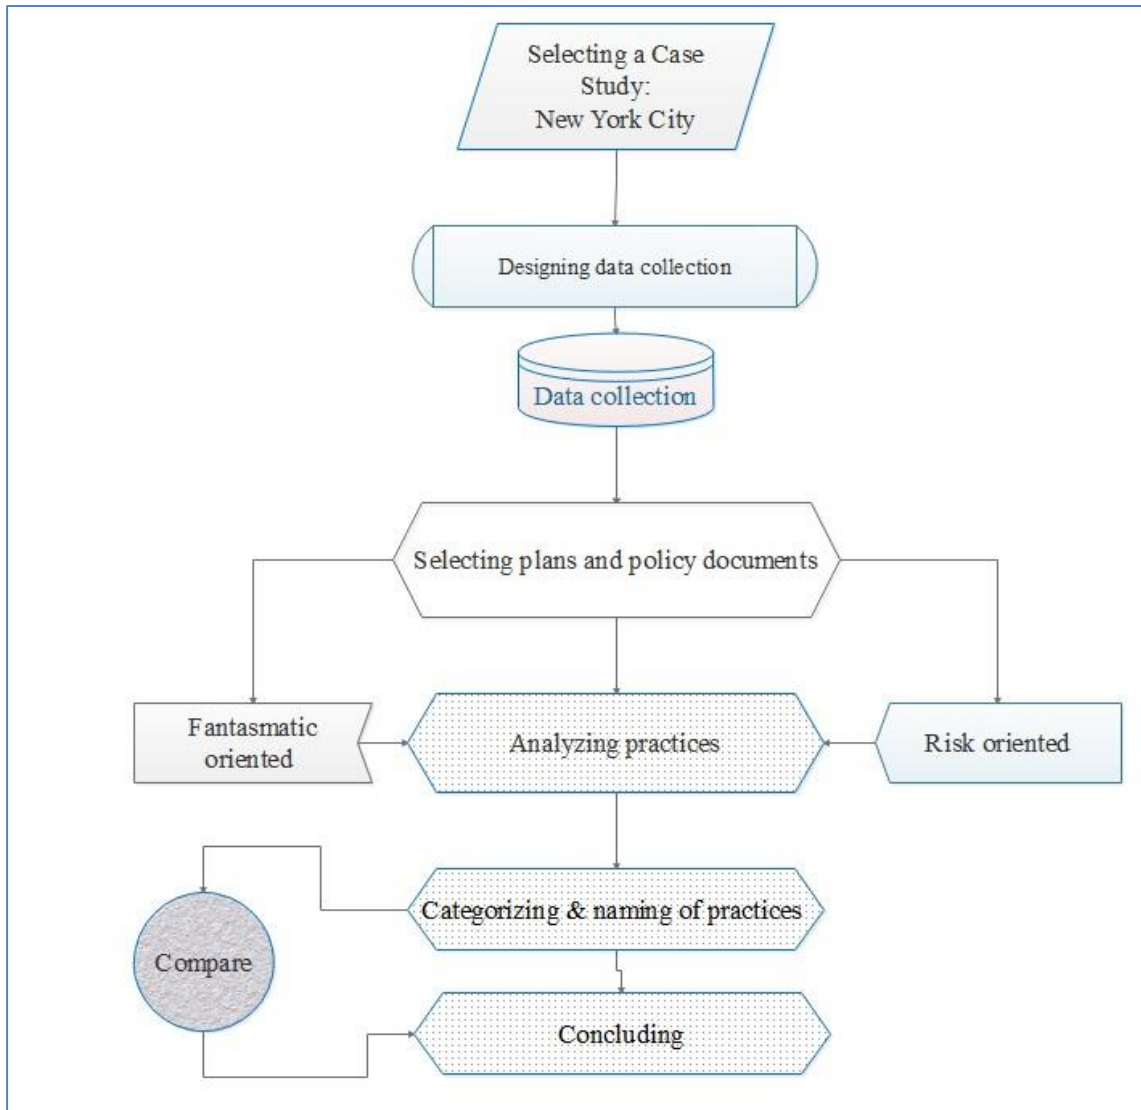 Selecting a Case
Study:
New York City
Designing data collection
Data collection
Selecting plans and policy documents
Fantasmatic
oriented
Analyzing practices
Risk oriented
Categorizing & naming of practices
Compare
Concluding